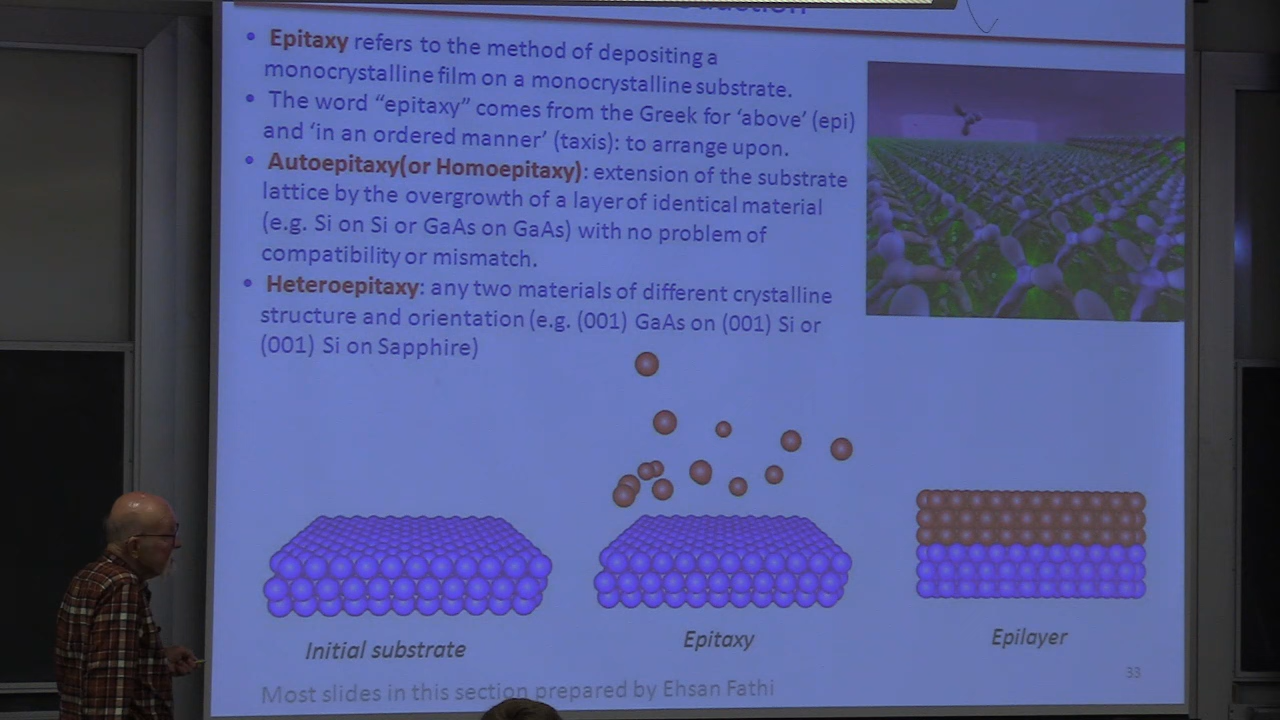 • Epitaxy refers to the method of depositing a
monocrystalline film on a monocrystalline substrate.
• The word “epitaxy” comes from the Greek for ‘above’ (epi)
and ‘in an ordered manner’ (taxis): to arrange upon.
• Autoepitaxy(or Homoepitaxy): extension of the substrate
lattice by the overgrowth of a layer of identical material
(e.g. Si on Si or GaAs on GaAs) with no problem of
compatibility or mismatch.
• Heteroepitaxy: any two materials of different crystalline
structure and orientation (e.g. (001) GaAs on (001) Si or
(001) Si on Sapphire)
Initial substrate
Epitaxy
Epilayer
33
Most slides in this section prepared by Ehsan Fathi